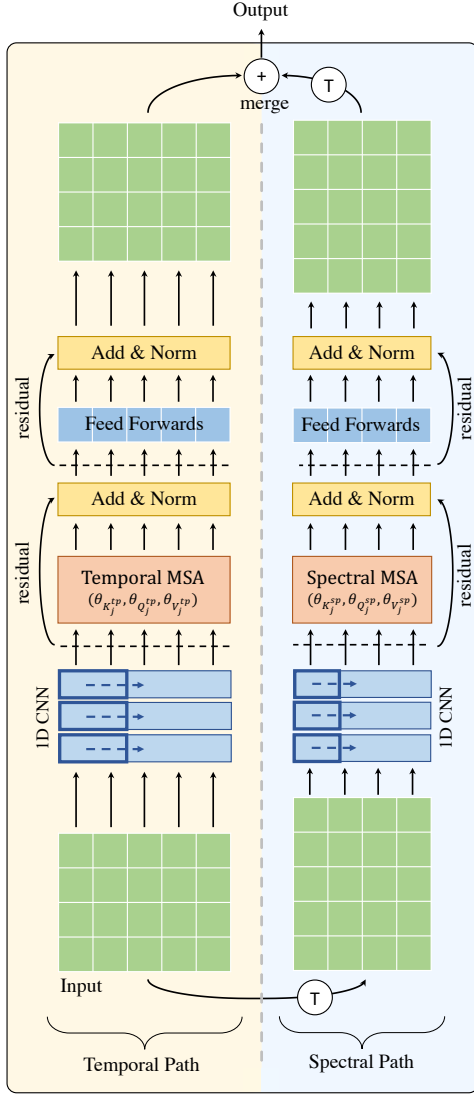 Output
+
T
merge
Add & Norm
Add & Norm
residual
residual
Feed Forwards
Feed Forwards
Add & Norm
Add & Norm
residual
residual
Temporal MSA
(θ_{K_j^{tp}}, θ_{Q_j^{tp}}, θ_{V_j^{tp}})
Spectral MSA
(θ_{K_j^{sp}}, θ_{Q_j^{sp}}, θ_{V_j^{sp}})
1D CNN
1D CNN
Input
T
Temporal Path
Spectral Path